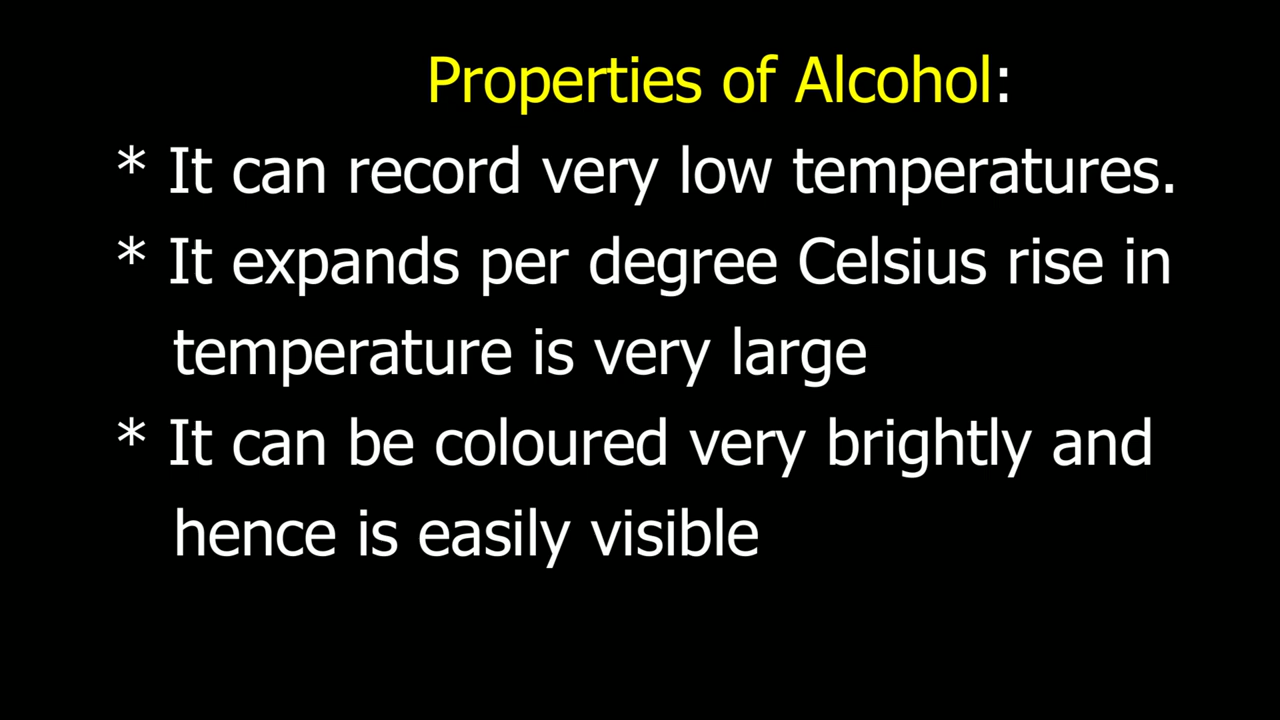 Properties of Alcohol:
* It can record very low temperatures.
* It expands per degree Celsius rise in
temperature is very large
* It can be coloured very brightly and
hence is easily visible